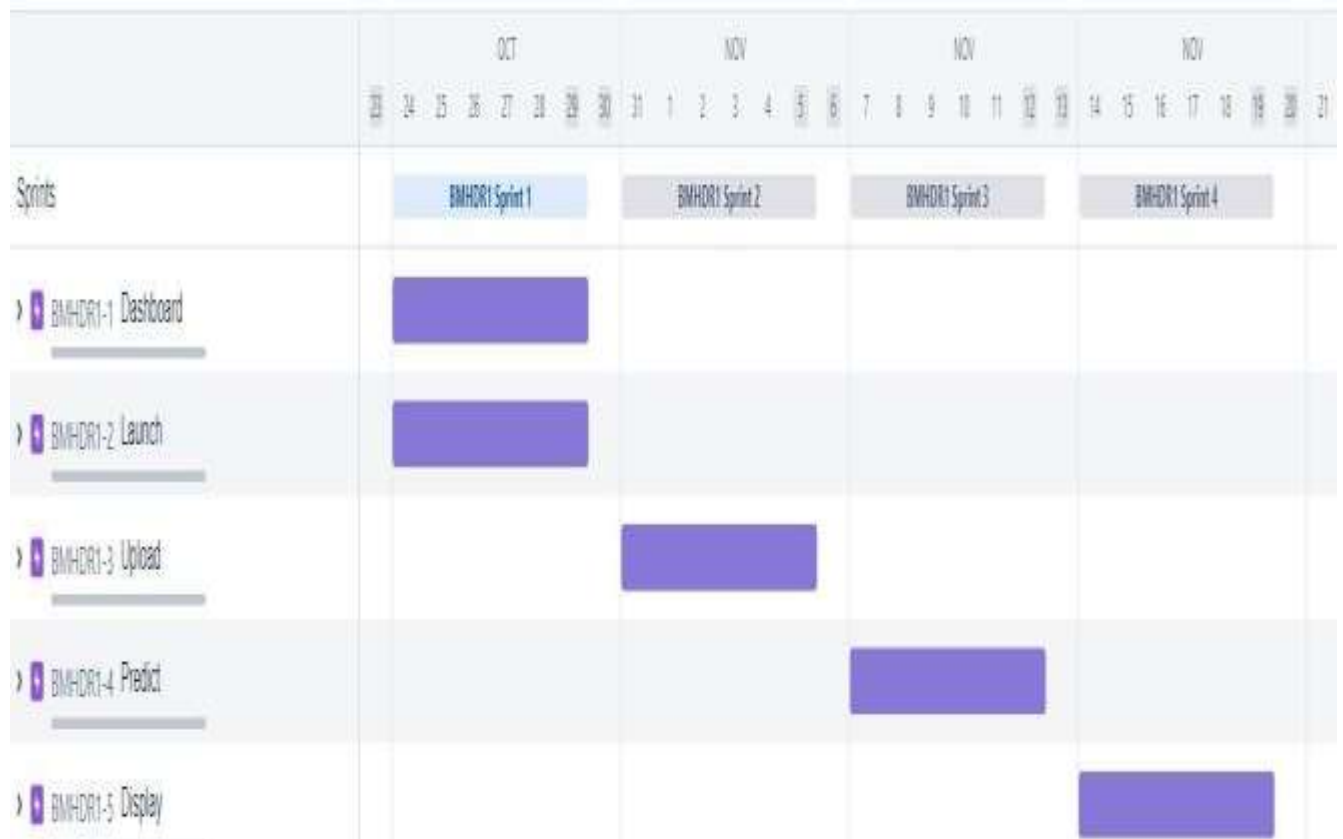 OCT NOV NOV NOV
23 24 25 26 27 28 29 30 31 1 2 3 4 5 6 7 8 9 10 11 12 13 14 15 16 17 18 19 20 21
Sprints BMHDR1 Sprint 1 BMHDR1 Sprint 2 BMHDR1 Sprint 3 BMHDR1 Sprint 4
BMHDR1-1 Dashboard
BMHDR1-2 Launch
BMHDR1-3 Upload
BMHDR1-4 Predict
BMHDR1-5 Display